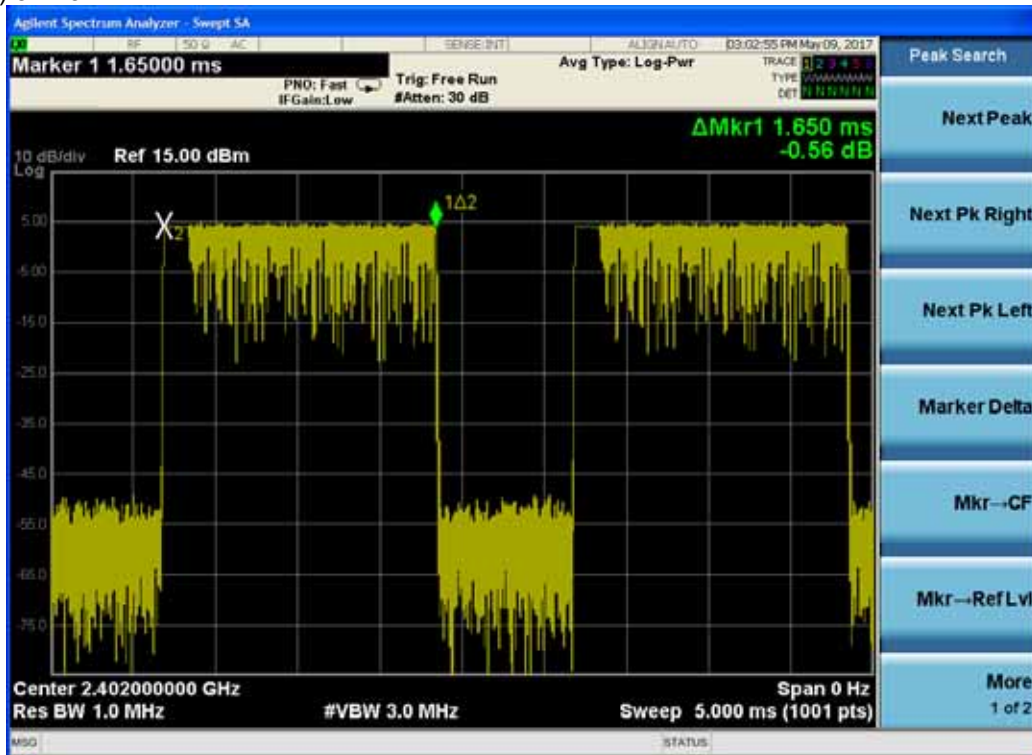 Agilent Spectrum Analyzer - Swept SA
RF 50 Ω AC SENSE:INT ALIGN AUTO 03:02:55 PM May 09, 2017
Marker 1 1.65000 ms
PNO: Fast
IFGain:Low
Trig: Free Run
#Atten: 30 dB
Avg Type: Log-Pwr
TRACE 1 2 3 4 5 6
TYPE
DET N N N N N N
Peak Search
Next Peak
Next Pk Right
Next Pk Left
Marker Delta
Mkr→CF
Mkr→Ref Lvl
More
1 of 2
ΔMkr1 1.650 ms
-0.56 dB
10 dB/div Ref 15.00 dBm
Log
1Δ2
X2
5.00
-5.00
-15.0
-25.0
-35.0
-45.0
-55.0
-65.0
-75.0
Center 2.402000000 GHz Span 0 Hz
Res BW 1.0 MHz #VBW 3.0 MHz Sweep 5.000 ms (1001 pts)
MSG STATUS